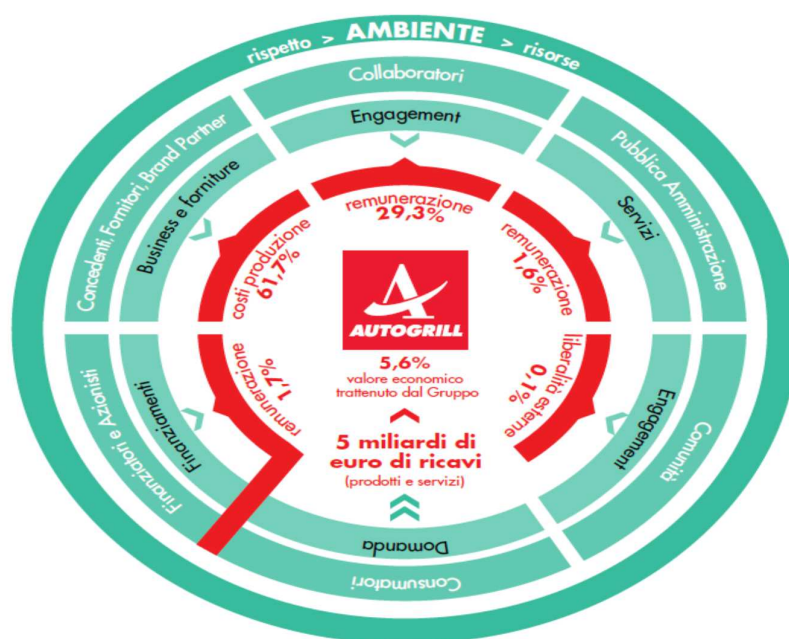 rispetto > AMBIENTE > risorse
Collaboratori
Engagement
Concedenti, Fornitori, Brand Partner
Business e forniture
Pubblica Amministrazione
Servizi
remunerazione
29,3%
costi produzione
61,7%
remunerazione
1,6%
AUTOGRILL
5,6%
valore economico
trattenuto dal Gruppo
remunerazione
1,7%
liberalità esterne
0,1%
Finanziatori e Azionisti
Finanziamenti
Engagement
Comunità
5 miliardi di
euro di ricavi
(prodotti e servizi)
Domanda
Consumatori